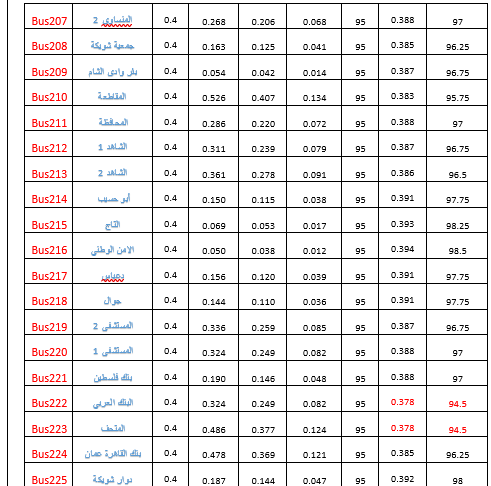 Bus207 المنساوي 2 0.4 0.268 0.206 0.068 95 0.388 97
Bus208 جمعية شويكة 0.4 0.163 0.125 0.041 95 0.385 96.25
Bus209 بئر وادي الشام 0.4 0.054 0.042 0.014 95 0.387 96.75
Bus210 المقاطعة 0.4 0.526 0.407 0.134 95 0.383 95.75
Bus211 المحافظة 0.4 0.286 0.220 0.072 95 0.388 97
Bus212 الشاهد 1 0.4 0.311 0.239 0.079 95 0.387 96.75
Bus213 الشاهد 2 0.4 0.361 0.278 0.091 95 0.386 96.5
Bus214 أبو حسيب 0.4 0.150 0.115 0.038 95 0.391 97.75
Bus215 التاج 0.4 0.069 0.053 0.017 95 0.393 98.25
Bus216 الامن الوطني 0.4 0.050 0.038 0.012 95 0.394 98.5
Bus217 0.4 0.156 0.120 0.039 95 0.391 97.75
Bus218 جوال 0.4 0.144 0.110 0.036 95 0.391 97.75
Bus219 المستشفى 2 0.4 0.336 0.259 0.085 95 0.387 96.75
Bus220 المستشفى 1 0.4 0.324 0.249 0.082 95 0.388 97
Bus221 بنك فلسطين 0.4 0.190 0.146 0.048 95 0.388 97
Bus222 البنك العربي 0.4 0.324 0.249 0.082 95 0.378 94.5
Bus223 المتحف 0.4 0.486 0.377 0.124 95 0.378 94.5
Bus224 بنك القاهرة عمان 0.4 0.478 0.369 0.121 95 0.385 96.25
Bus225 دوار شويكة 0.4 0.187 0.144 0.047 95 0.392 98